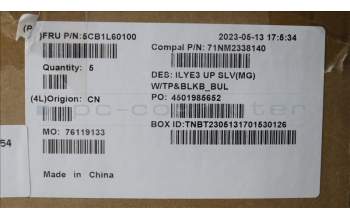 (P
)FRU P/N:5CB1L60100
2023-05-13 17:5:34
Compal P/N: 71NM2338140
Quantity: 5
DES: ILYE3 UP SLV(MG)
W/TP&BLKB_BUL
(4L)Origion: CN
PO: 4501985652
MO: 76119133
BOX ID:TNBT2305131701530126
54
Made in China